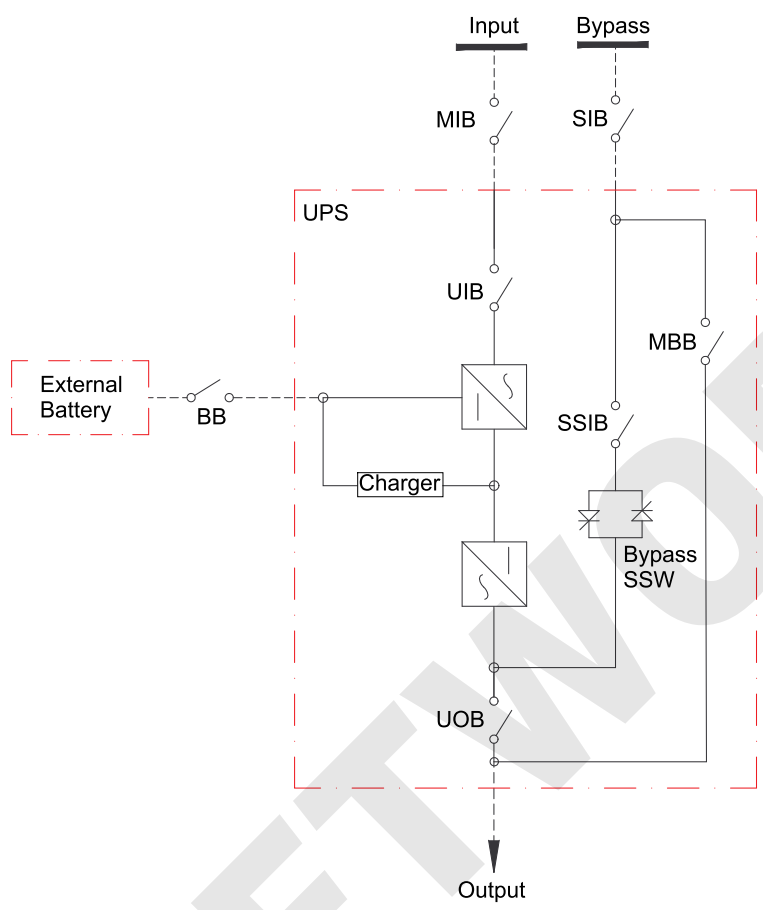 Input
Bypass
MIB
SIB
UPS
UIB
MBB
External
Battery
BB
SSIB
Charger
Bypass
SSW
UOB
Output